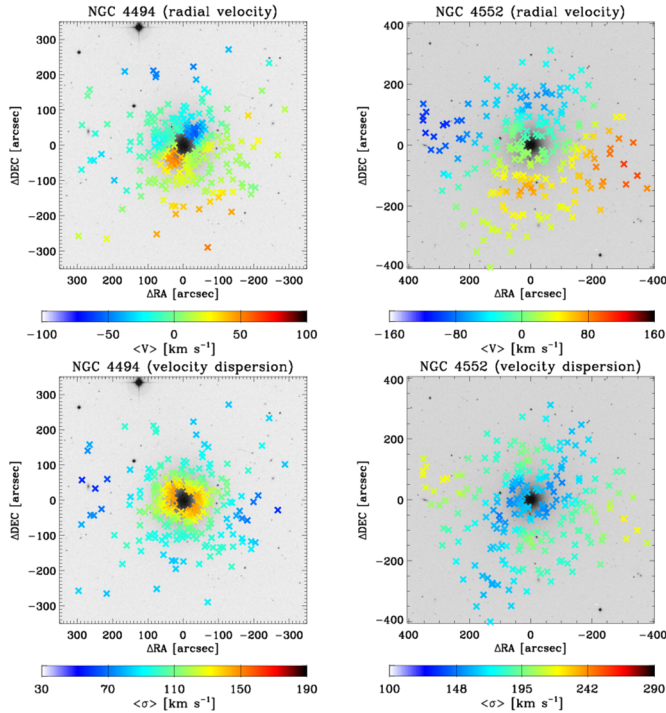 NGC 4494 (radial velocity)
300
200
100
0
-100
-200
-300
ΔDEC [arcsec]
300 200 100 0 -100 -200 -300
ΔRA [arcsec]
-100 -50 0 50 100
<V> [km s⁻¹]
NGC 4552 (radial velocity)
400
200
0
-200
-400
ΔDEC [arcsec]
400 200 0 -200 -400
ΔRA [arcsec]
-160 -80 0 80 160
<V> [km s⁻¹]
NGC 4494 (velocity dispersion)
300
200
100
0
-100
-200
-300
ΔDEC [arcsec]
300 200 100 0 -100 -200 -300
ΔRA [arcsec]
30 70 110 150 190
<σ> [km s⁻¹]
NGC 4552 (velocity dispersion)
400
200
0
-200
-400
ΔDEC [arcsec]
400 200 0 -200 -400
ΔRA [arcsec]
100 148 195 242 290
<σ> [km s⁻¹]